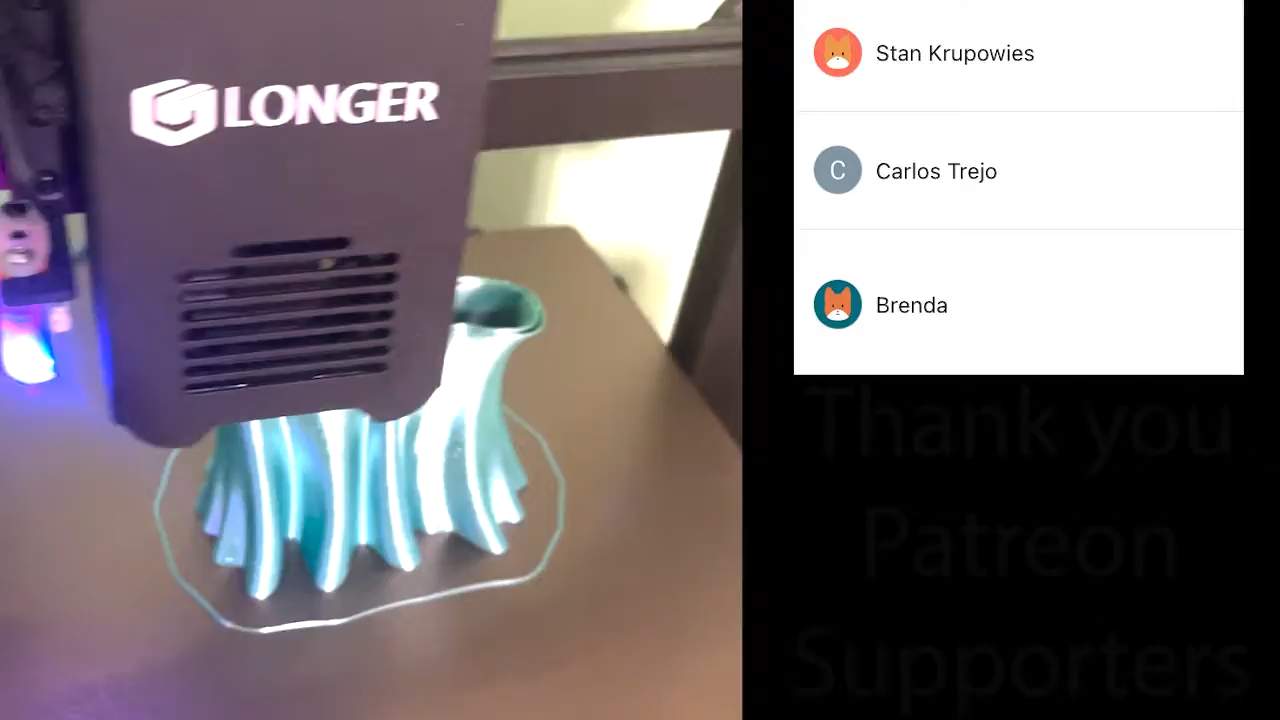 LONGER
Stan Krupowies
C
Carlos Trejo
Brenda
Thank you
Patreon
Supporters